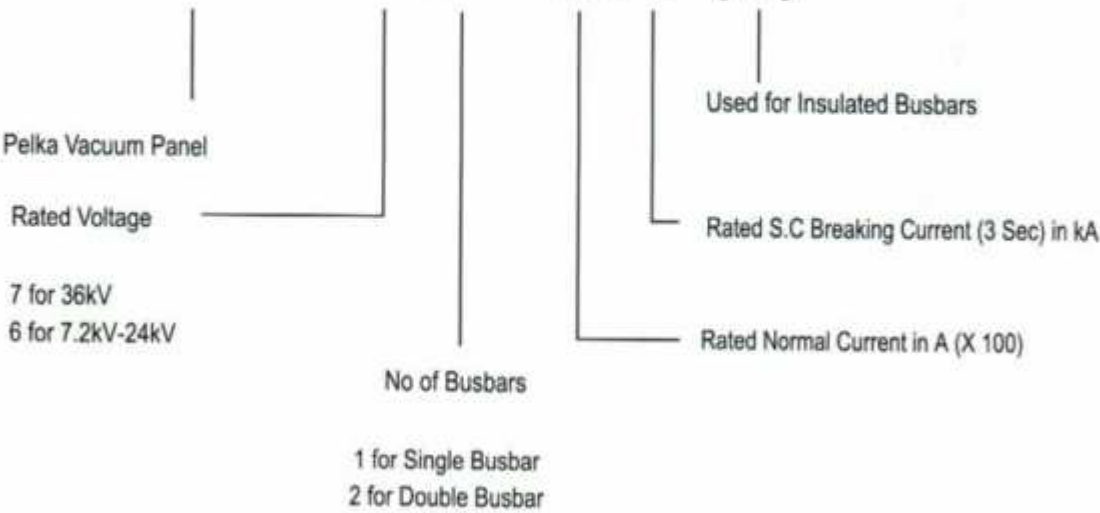 Used for Insulated Busbars
Pelka Vacuum Panel
Rated Voltage
Rated S.C Breaking Current (3 Sec) in kA
7 for 36kV
6 for 7.2kV-24kV
Rated Normal Current in A (X 100)
No of Busbars
1 for Single Busbar
2 for Double Busbar